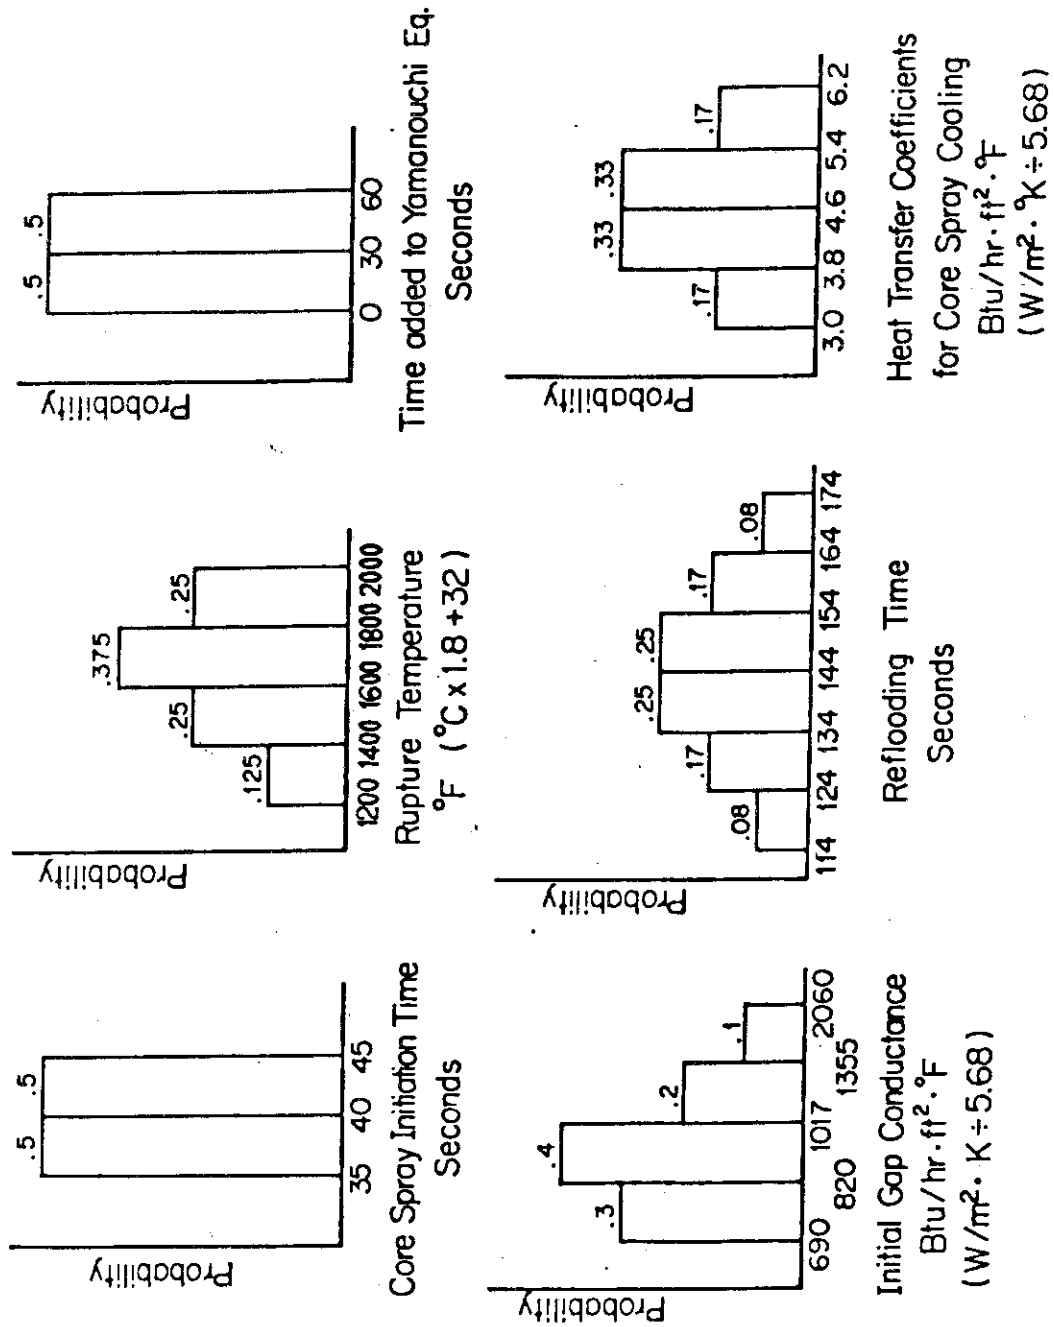 Probability
.5
.5
35 40 45
Core Spray Initiation Time
Seconds
Probability
.125
.25
.375
.25
1200 1400 1600 1800 2000
Rupture Temperature
°F (°C x 1.8 + 32)
Probability
.5
.5
0 30 60
Time added to Yamanouchi Eq.
Seconds
Probability
.3
.4
.2
.1
690 820 1017 1355 2060
Initial Gap Conductance
Btu/hr·ft²·°F
(W/m²·K÷5.68)
Probability
.08
.17
.25
.25
.17
.08
114 124 134 144 154 164 174
Reflooding Time
Seconds
Probability
.17
.33
.33
.17
3.0 3.8 4.6 5.4 6.2
Heat Transfer Coefficients
for Core Spray Cooling
Btu/hr·ft²·°F
(W/m²·°K÷5.68)